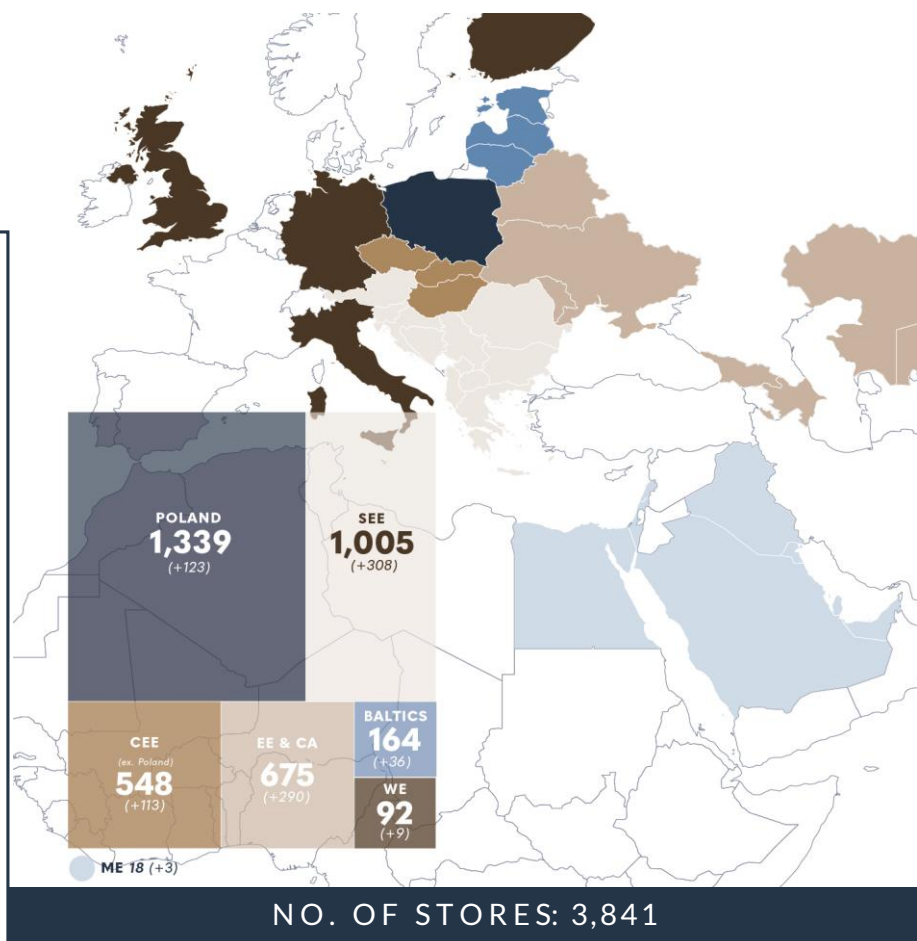 POLAND
1,339
(+123)
SEE
1,005
(+308)
CEE
(ex. Poland)
548
(+113)
EE & CA
675
(+290)
BALTICS
164
(+36)
WE
92
(+9)
ME 18 (+3)
NO. OF STORES: 3,841